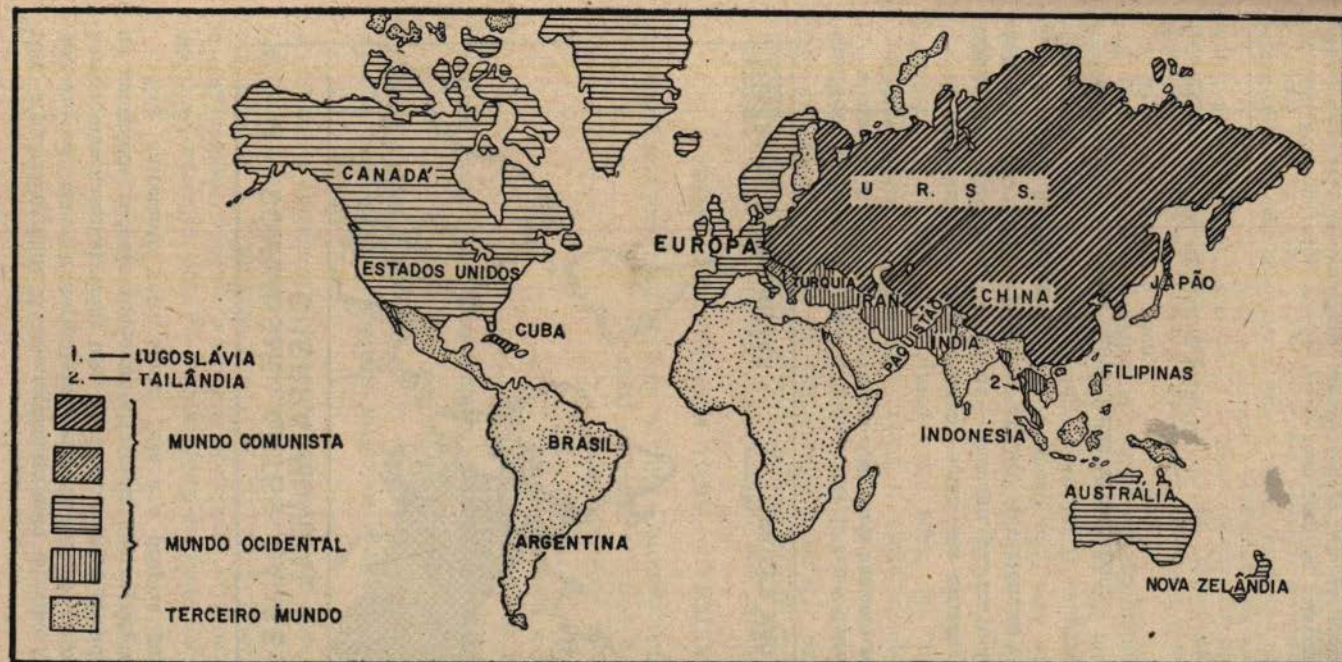 CANADÁ
ESTADOS UNIDOS
CUBA
BRASIL
ARGENTINA
EUROPA
U. R. S. S.
TURQUIA
IRAN
PAQUISTÃO
ÍNDIA
CHINA
JAPÃO
FILIPINAS
2
INDONÉSIA
AUSTRÁLIA
NOVA ZELÂNDIA
1. — IUGOSLÁVIA
2. — TAILÂNDIA
MUNDO COMUNISTA
MUNDO OCIDENTAL
TERCEIRO MUNDO